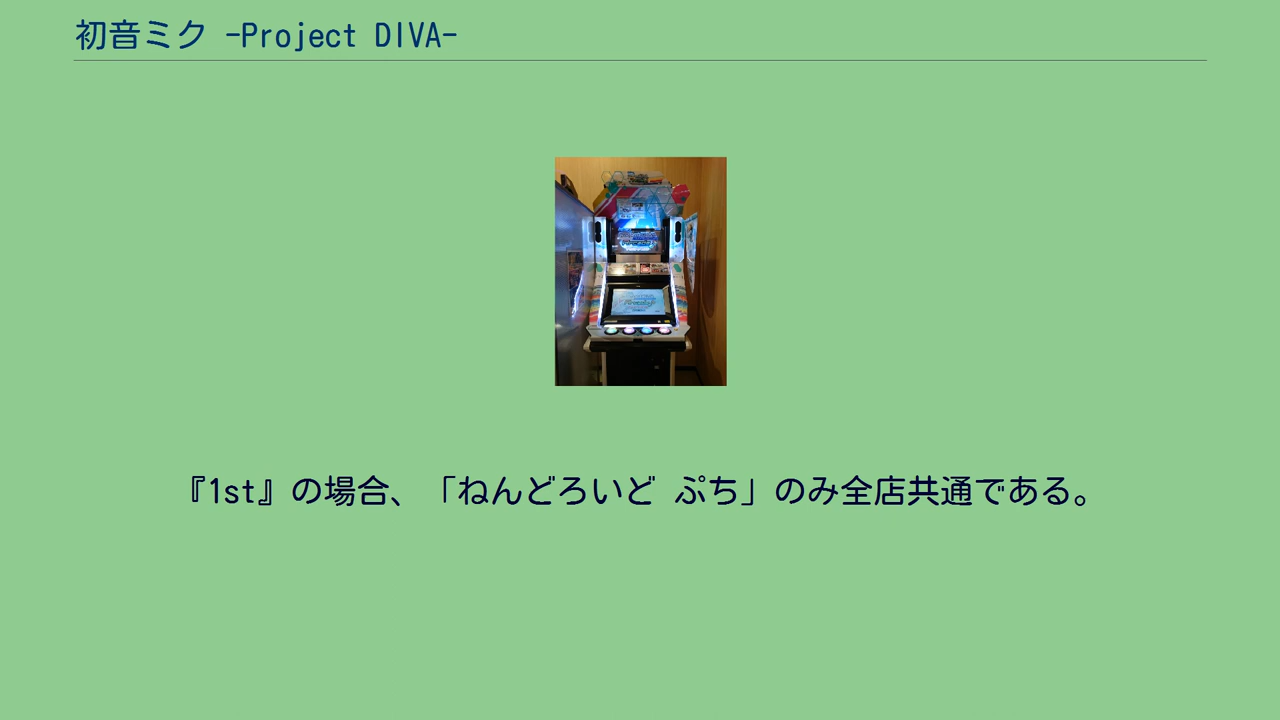 初音ミク -Project DIVA-
『1st』の場合、「ねんどろいど ぷち」のみ全店共通である。